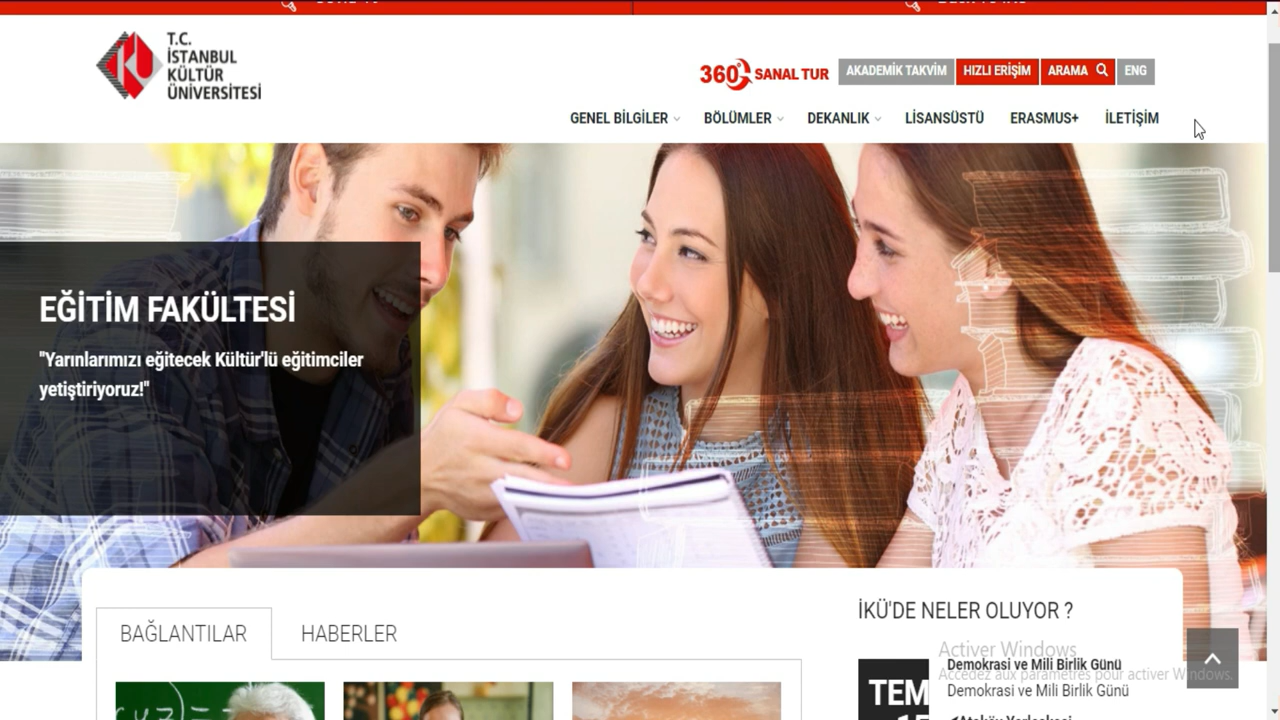 T.C.
İSTANBUL
KÜLTÜR
ÜNİVERSİTESİ
360° SANAL TUR
AKADEMİK TAKVİM
HIZLI ERİŞİM
ARAMA
ENG
GENEL BİLGİLER
BÖLÜMLER
DEKANLIK
LİSANSÜSTÜ
ERASMUS+
İLETİŞİM
EĞİTİM FAKÜLTESİ
"Yarınlarımızı eğitecek Kültür'lü eğitimciler
yetiştiriyoruz!"
BAĞLANTILAR
HABERLER
İKÜ'DE NELER OLUYOR ?
Activer Windows
Accédez aux paramètres pour activer Windows.
TEM
Demokrasi ve Mili Birlik Günü
Demokrasi ve Mili Birlik Günü